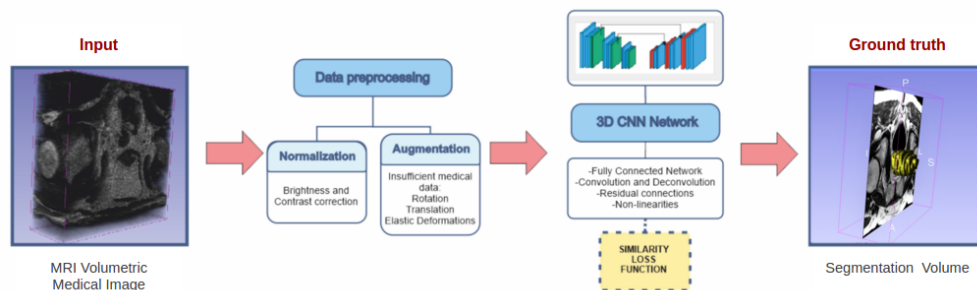 Input
MRI Volumetric
Medical Image
Data preprocessing
Normalization
Brightness and
Contrast correction
Augmentation
Insufficient medical
data:
Rotation
Translation
Elastic Deformations
3D CNN Network
-Fully Connected Network
-Convolution and Deconvolution
-Residual connections
-Non-linearities
SIMILARITY
LOSS
FUNCTION
Ground truth
P
S
A
Segmentation Volume